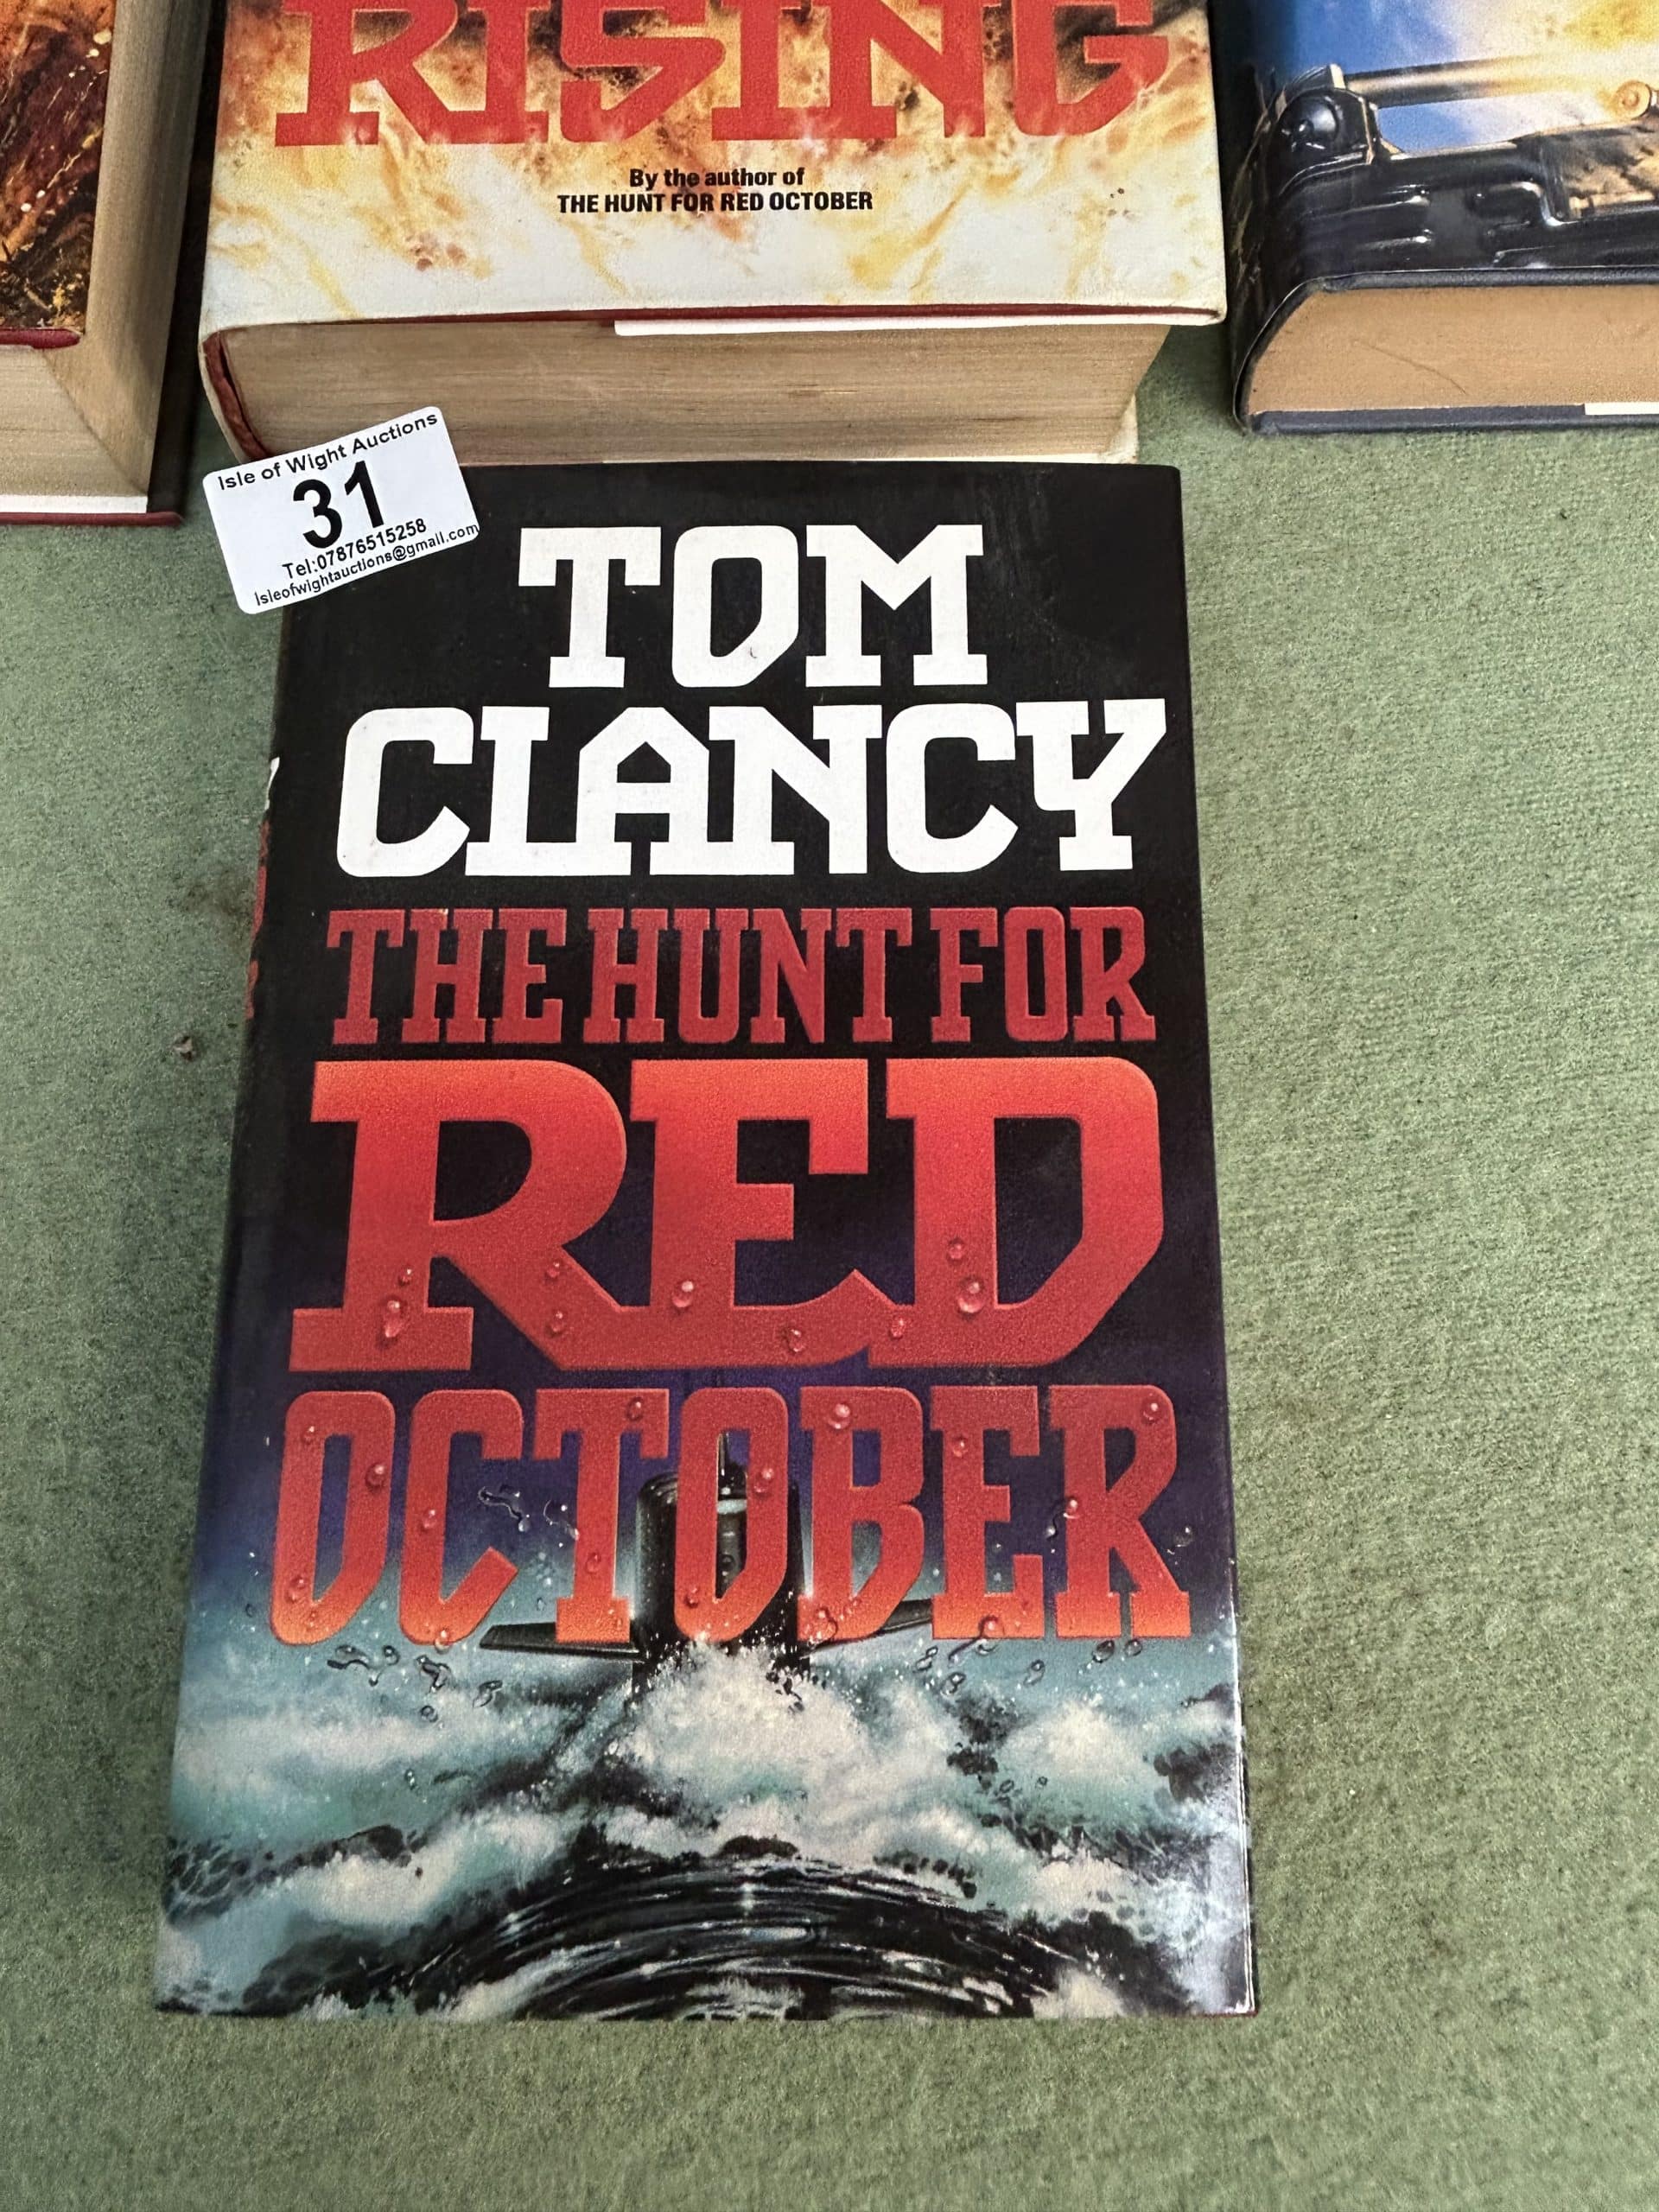 RISING
By the author of
THE HUNT FOR RED OCTOBER
Isle of Wight Auctions
31
Tel:07876515258
Isleofwightauctions@gmail.com
TOM
CLANCY
THE HUNT FOR
RED
OCTOBER